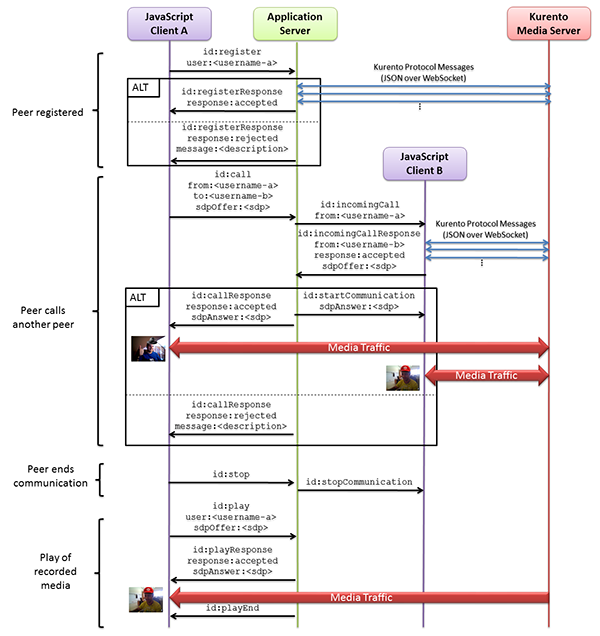 JavaScript
Client A
Application
Server
Kurento
Media Server
id:register
user:<username-a>
Kurento Protocol Messages
(JSON over WebSocket)
...
ALT
id:registerResponse
response:accepted
Peer registered
id:registerResponse
response:rejected
message:<description>
JavaScript
Client B
id:call
from:<username-a>
to:<username-b>
sdpOffer:<sdp>
id:incomingCall
from:<username-a>
Kurento Protocol Messages
(JSON over WebSocket)
...
id:incomingCallResponse
from:<username-b>
response:accepted
sdpOffer:<sdp>
Peer calls
another peer
ALT
id:callResponse
response:accepted
sdpAnswer:<sdp>
id:startCommunication
sdpAnswer:<sdp>
Media Traffic
Media Traffic
id:callResponse
response:rejected
message:<description>
Peer ends
communication
id:stop
id:stopCommunication
id:play
user:<username-a>
sdpOffer:<sdp>
Play of
recorded
media
id:playResponse
response:accepted
sdpAnswer:<sdp>
Media Traffic
id:playEnd